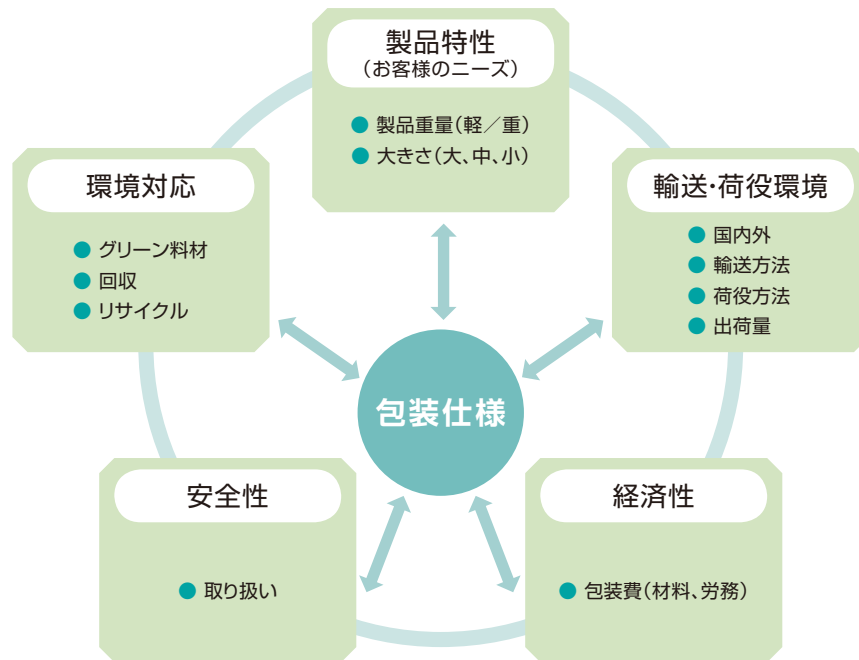 製品特性
(お客様のニーズ)
● 製品重量(軽／重)
● 大きさ(大、中、小)
環境対応
● グリーン料材
● 回収
● リサイクル
輸送・荷役環境
● 国内外
● 輸送方法
● 荷役方法
● 出荷量
包装仕様
安全性
● 取り扱い
経済性
● 包装費(材料、労務)